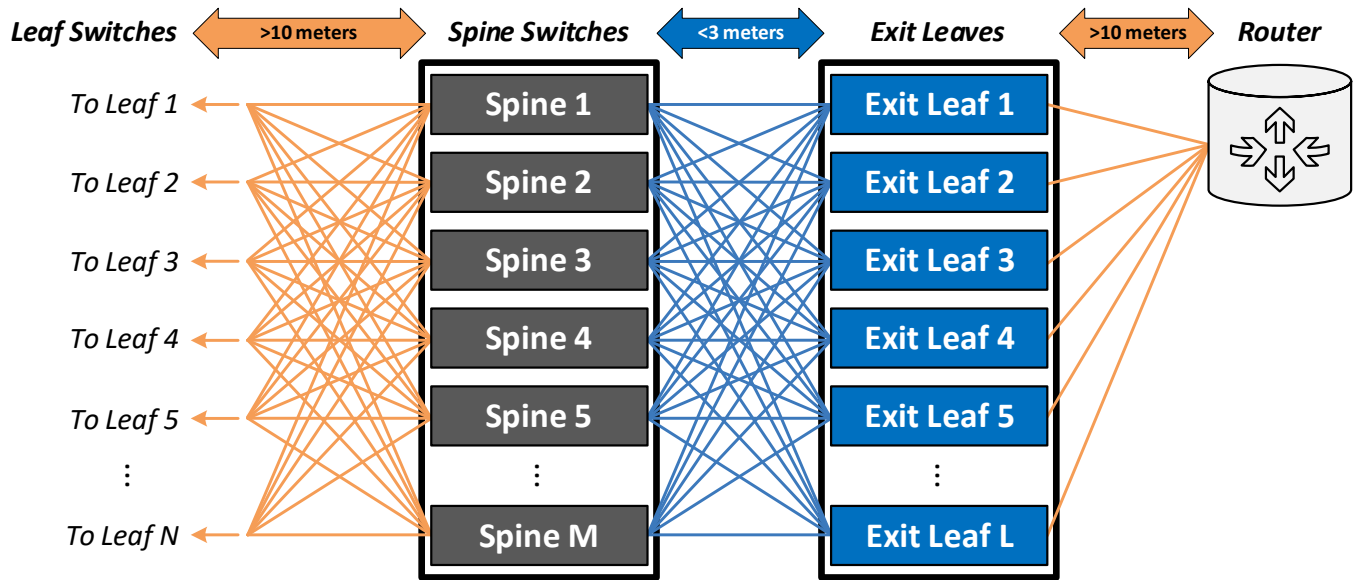 Leaf Switches
>10 meters
Spine Switches
<3 meters
Exit Leaves
>10 meters
Router
To Leaf 1
Spine 1
Exit Leaf 1
To Leaf 2
Spine 2
Exit Leaf 2
To Leaf 3
Spine 3
Exit Leaf 3
To Leaf 4
Spine 4
Exit Leaf 4
To Leaf 5
Spine 5
Exit Leaf 5
⋮
⋮
⋮
To Leaf N
Spine M
Exit Leaf L